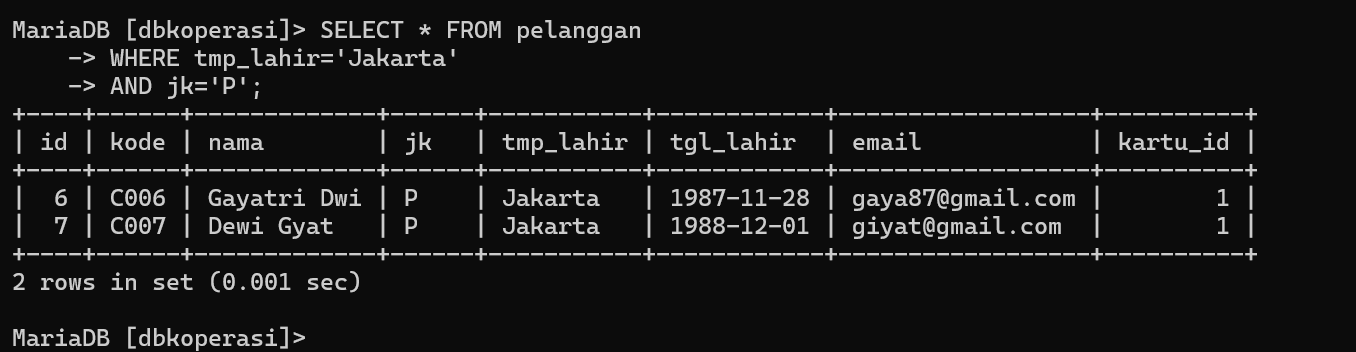 MariaDB [dbkoperasi]> SELECT * FROM pelanggan
    -> WHERE tmp_lahir='Jakarta'
    -> AND jk='P';
+----+------+-------------+------+-----------+------------+------------------+----------+
| id | kode | nama        | jk   | tmp_lahir | tgl_lahir  | email            | kartu_id |
+----+------+-------------+------+-----------+------------+------------------+----------+
|  6 | C006 | Gayatri Dwi | P    | Jakarta   | 1987-11-28 | gaya87@gmail.com |        1 |
|  7 | C007 | Dewi Gyat   | P    | Jakarta   | 1988-12-01 | giyat@gmail.com  |        1 |
+----+------+-------------+------+-----------+------------+------------------+----------+
2 rows in set (0.001 sec)
MariaDB [dbkoperasi]>